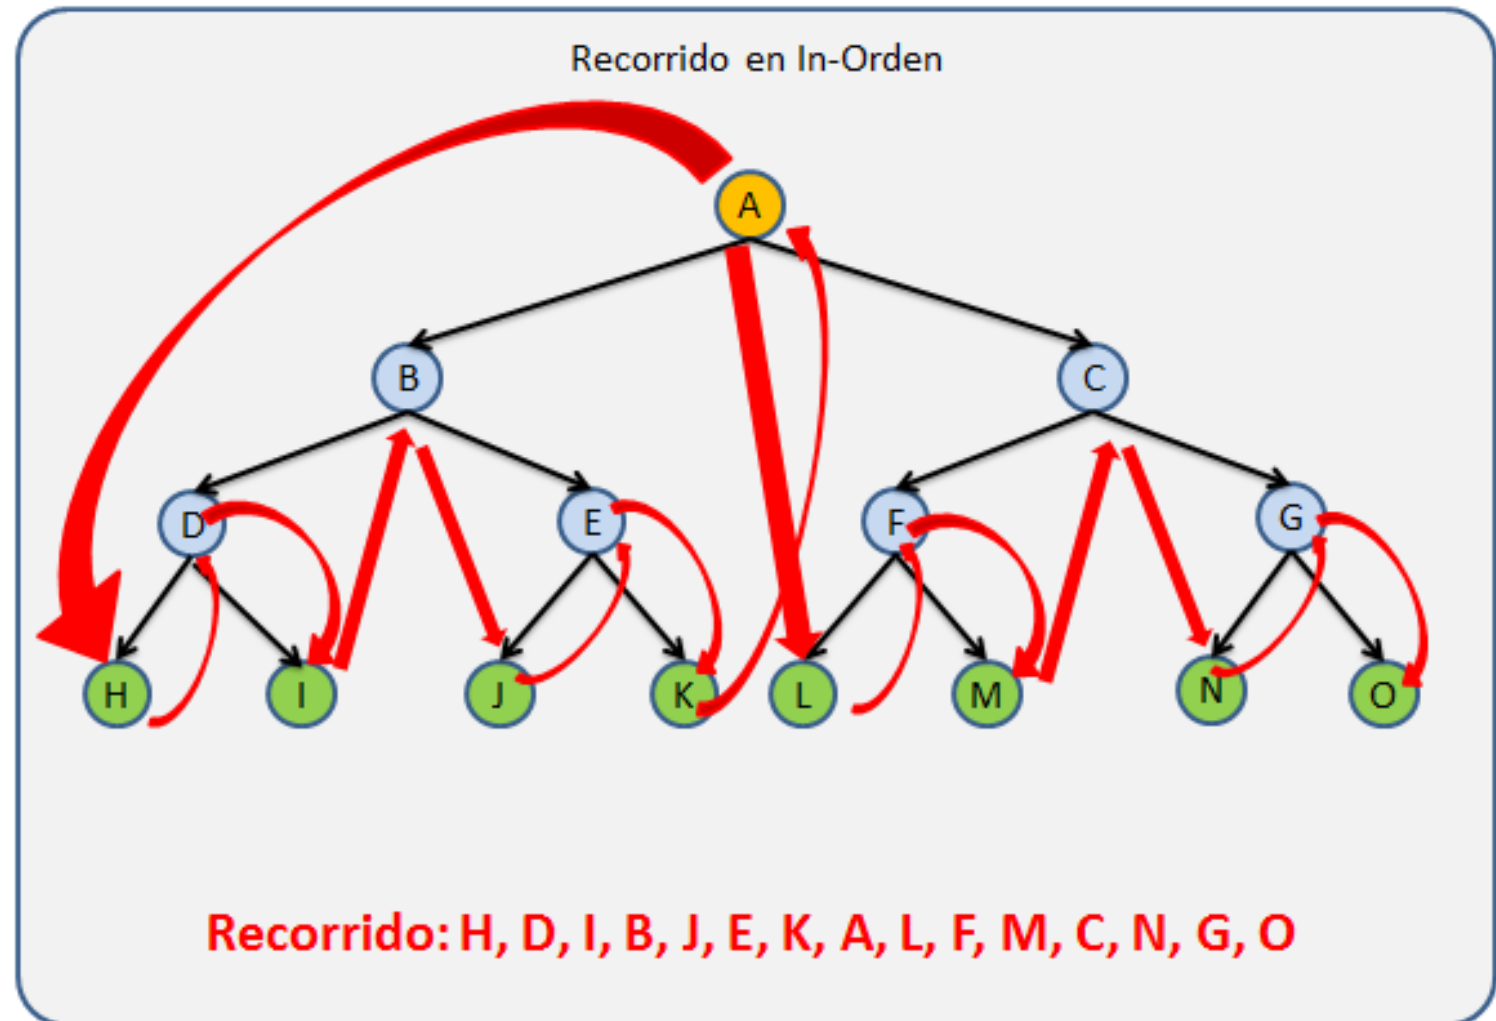 Recorrido en In-Orden
A
B C
D E F G
H I J K L M N O
Recorrido: H, D, I, B, J, E, K, A, L, F, M, C, N, G, O